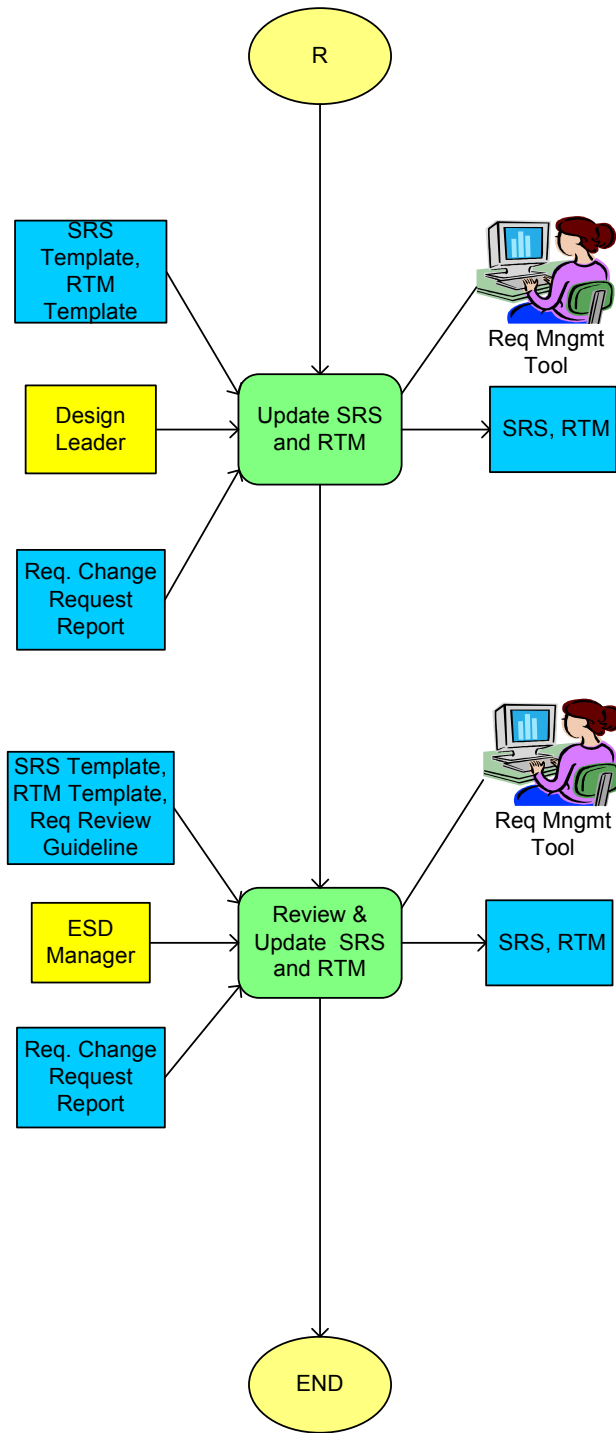 R
SRS
Template,
RTM
Template
Req Mngmt
Tool
Design
Leader
Update SRS
and RTM
SRS, RTM
Req. Change
Request
Report
SRS Template,
RTM Template,
Req Review
Guideline
Req Mngmt
Tool
ESD
Manager
Review &
Update  SRS
and RTM
SRS, RTM
Req. Change
Request
Report
END